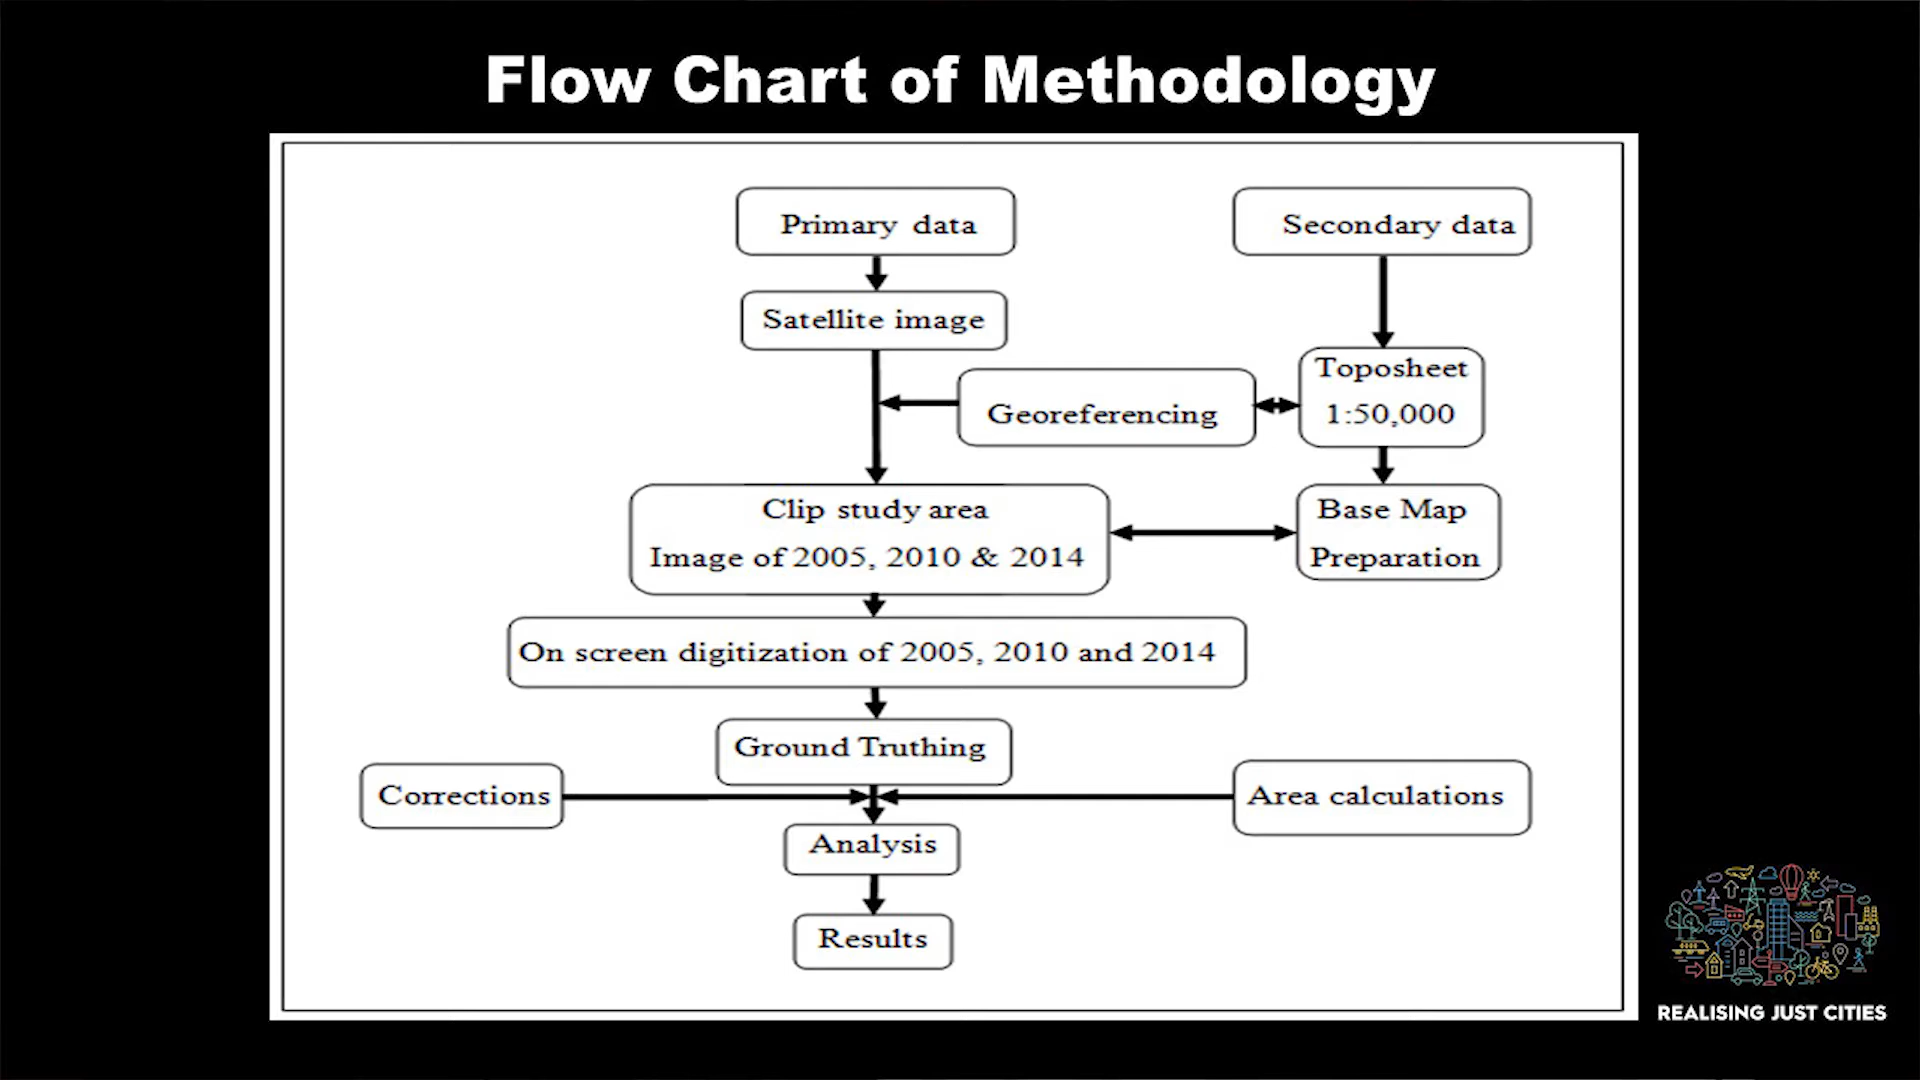 Flow Chart of Methodology
Primary data
Secondary data
Satellite image
Toposheet
1:50,000
Georeferencing
Clip study area
Image of 2005, 2010 & 2014
Base Map
Preparation
On screen digitization of 2005, 2010 and 2014
Ground Truthing
Corrections
Area calculations
Analysis
Results
REALISING JUST CITIES